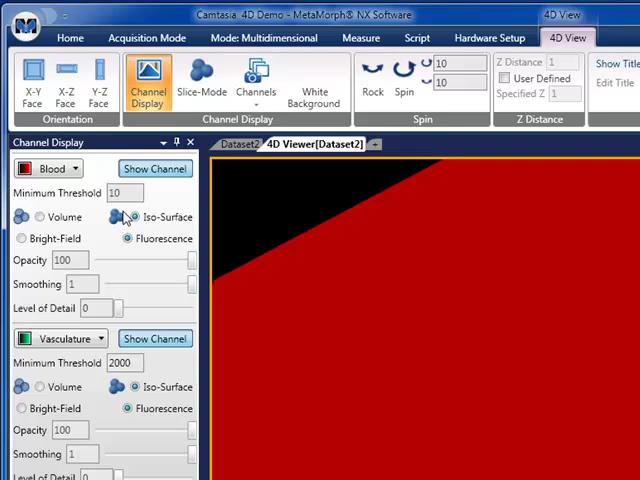 Camtasia 4D Demo - MetaMorph® NX Software
4D View
Home
Acquisition Mode
Mode: Multidimensional
Measure
Script
Hardware Setup
4D View
X-Y Face
X-Z Face
Y-Z Face
Orientation
Channel Display
Slice-Mode
Channels
White Background
Channel Display
Rock
Spin
10
10
Spin
Z Distance 1
User Defined
Specified Z 1
Z Distance
Show Title
Edit Title
Channel Display
Dataset2
4D Viewer[Dataset2]
+
Blood
Show Channel
Minimum Threshold 10
Volume
Iso-Surface
Bright-Field
Fluorescence
Opacity 100
Smoothing 1
Level of Detail 0
Vasculature
Show Channel
Minimum Threshold 2000
Volume
Iso-Surface
Bright-Field
Fluorescence
Opacity 100
Smoothing 1
Level of Detail 0